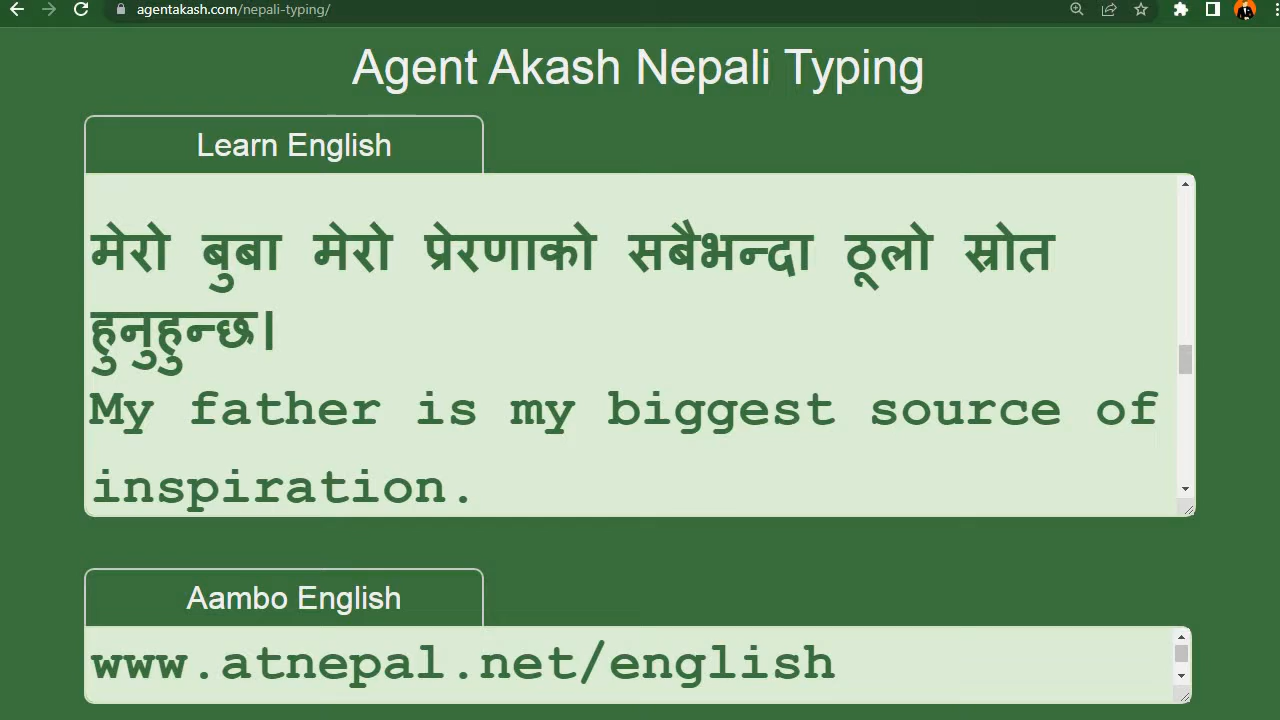 agentakash.com/nepali-typing/
Agent Akash Nepali Typing
Learn English
मेरो बुबा मेरो प्रेरणाको सबैभन्दा ठूलो स्रोत
हुनुहुन्छ।
My father is my biggest source of
inspiration.
Aambo English
www.atnepal.net/english